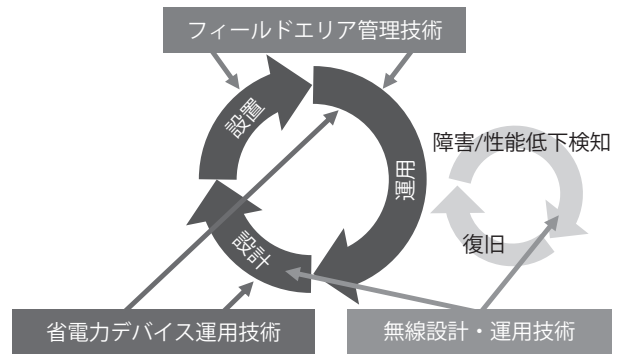 フィールドエリア管理技術
設置
運用
障害/性能低下検知
復旧
設計
省電力デバイス運用技術
無線設計・運用技術